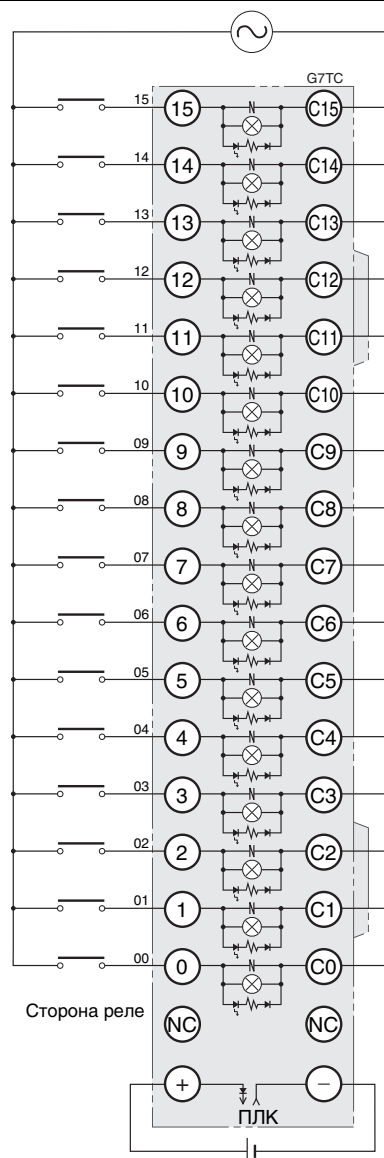 G7TC
15 15 N C15
14 14 N C14
13 13 N C13
12 12 N C12
11 11 N C11
10 10 N C10
09 9 N C9
08 8 N C8
07 7 N C7
06 6 N C6
05 5 N C5
04 4 N C4
03 3 N C3
02 2 N C2
01 1 N C1
00 0 N C0
Сторона реле
NC NC
+ −
ПЛК